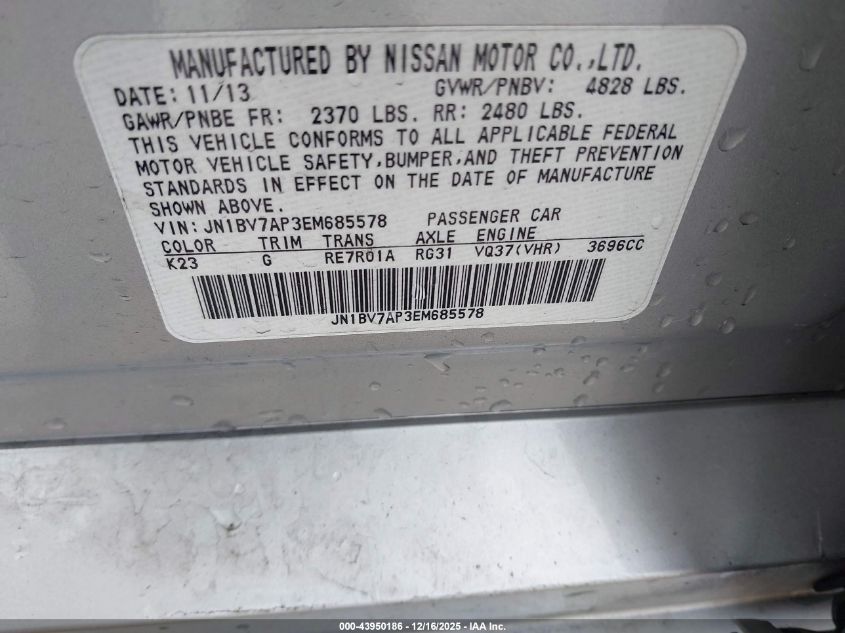 MANUFACTURED BY NISSAN MOTOR CO.,LTD.
DATE: 11/13 GVWR/PNBV: 4828 LBS.
GAWR/PNBE FR: 2370 LBS. RR: 2480 LBS.
THIS VEHICLE CONFORMS TO ALL APPLICABLE FEDERAL
MOTOR VEHICLE SAFETY,BUMPER,AND THEFT PREVENTION
STANDARDS IN EFFECT ON THE DATE OF MANUFACTURE
SHOWN ABOVE.
VIN: JN1BV7AP3EM685578 PASSENGER CAR
COLOR TRIM TRANS AXLE ENGINE
K23 G RE7R01A RG31 VQ37(VHR) 3696CC
JN1BV7AP3EM685578
000-43950186 - 12/16/2025 - IAA Inc.